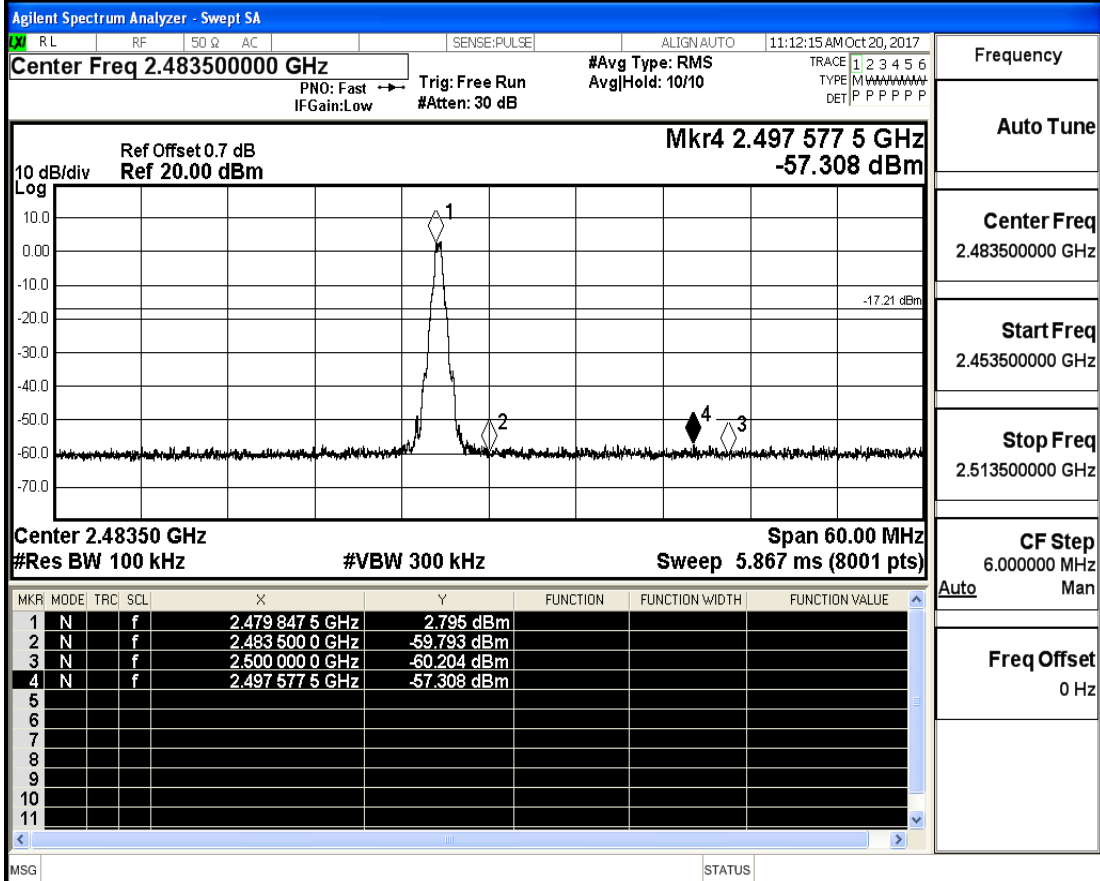 Agilent Spectrum Analyzer - Swept SA
LXI RL RF 50 Ω AC SENSE:PULSE ALIGN AUTO 11:12:15 AM Oct 20, 2017
Center Freq 2.483500000 GHz
PNO: Fast
IFGain:Low
Trig: Free Run
#Atten: 30 dB
#Avg Type: RMS
Avg|Hold: 10/10
TRACE 1 2 3 4 5 6
TYPE M WWWWW
DET P P P P P P
Mkr4 2.497 577 5 GHz
-57.308 dBm
Ref Offset 0.7 dB
10 dB/div Ref 20.00 dBm
Log
10.0
0.00
-10.0
-20.0
-30.0
-40.0
-50.0
-60.0
-70.0
1
2
4
3
-17.21 dBm
Center 2.48350 GHz Span 60.00 MHz
#Res BW 100 kHz #VBW 300 kHz Sweep 5.867 ms (8001 pts)
MKR MODE TRC SCL X Y FUNCTION FUNCTION WIDTH FUNCTION VALUE
1 N f 2.479 847 5 GHz 2.795 dBm
2 N f 2.483 500 0 GHz -59.793 dBm
3 N f 2.500 000 0 GHz -60.204 dBm
4 N f 2.497 577 5 GHz -57.308 dBm
5
6
7
8
9
10
11
MSG STATUS
Frequency
Auto Tune
Center Freq
2.483500000 GHz
Start Freq
2.453500000 GHz
Stop Freq
2.513500000 GHz
CF Step
6.000000 MHz
Auto Man
Freq Offset
0 Hz